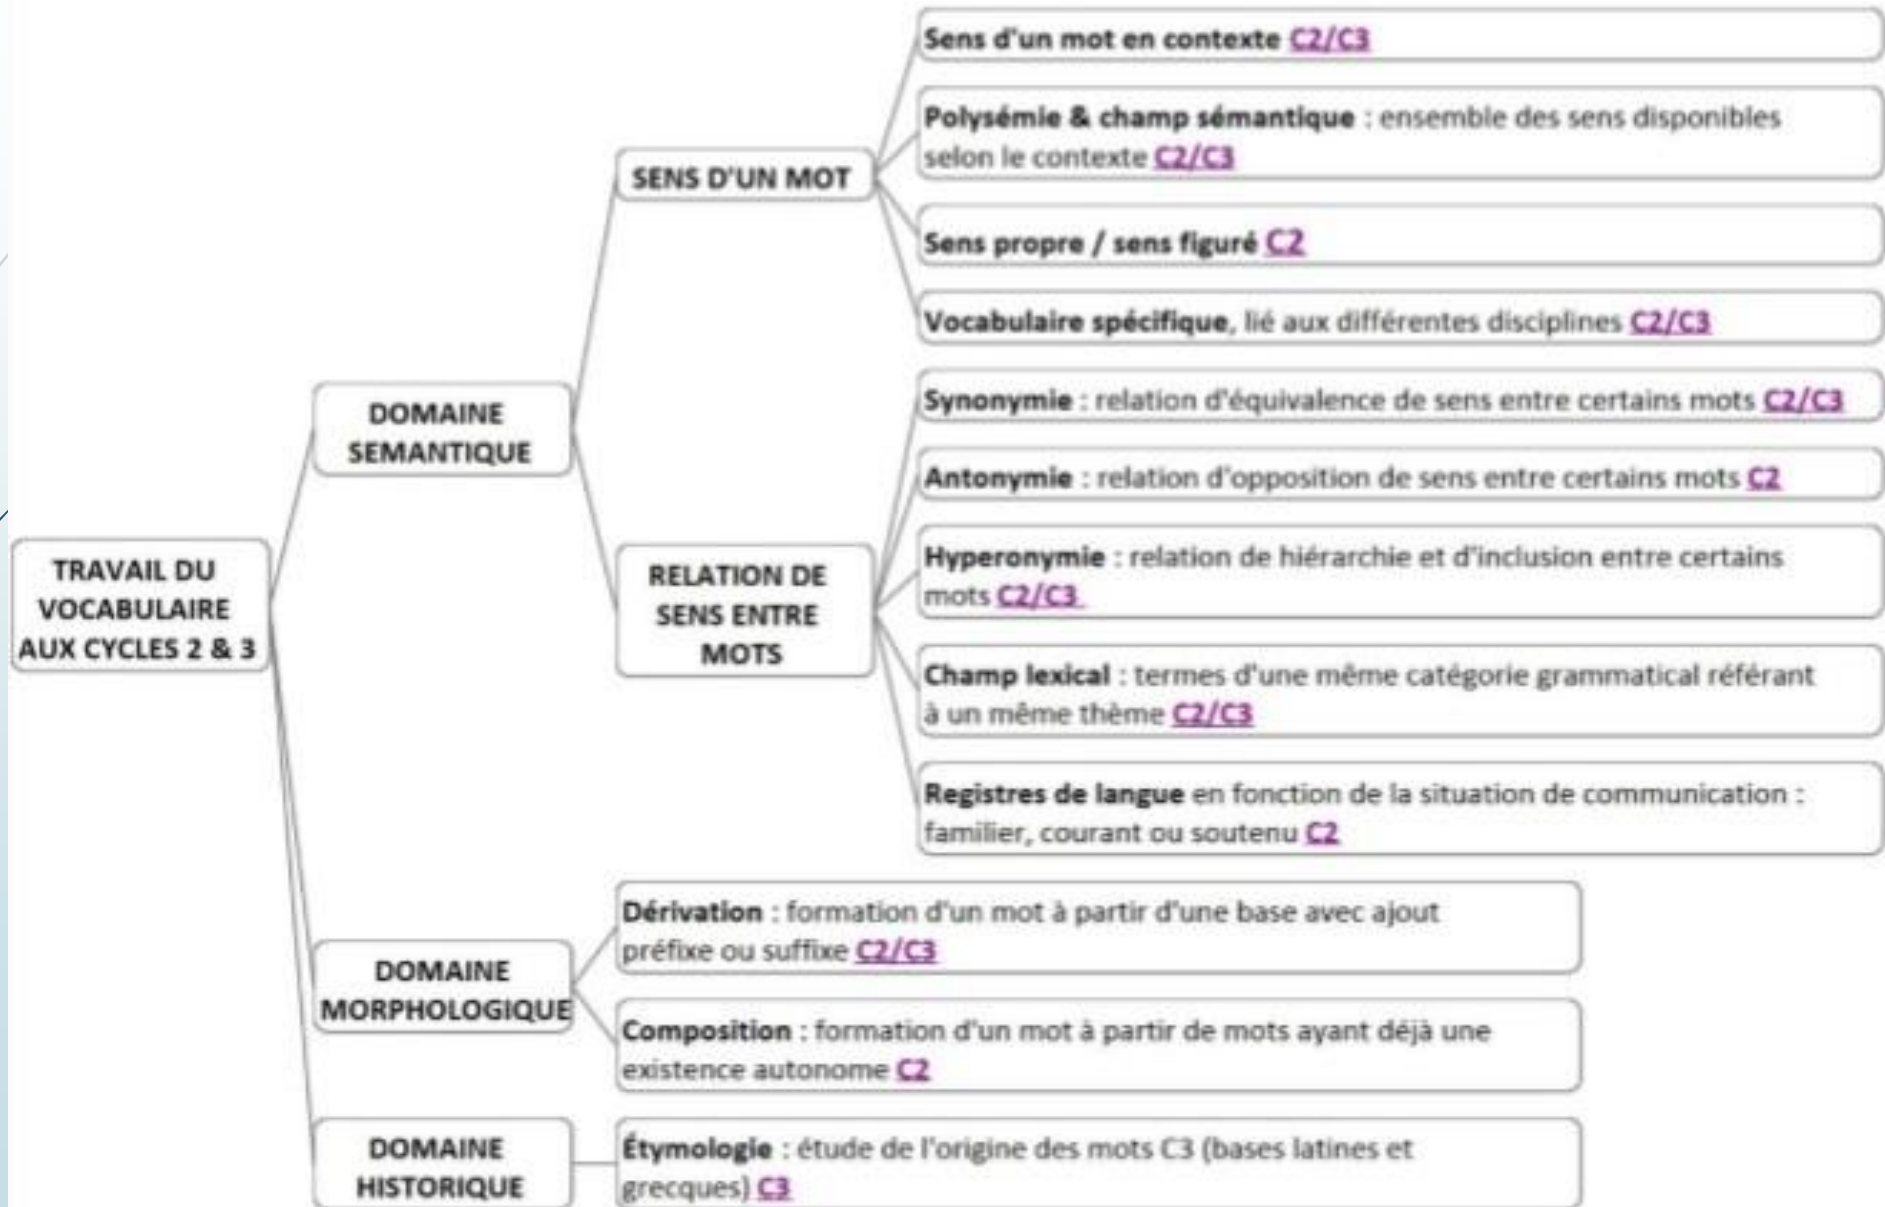 TRAVAIL DU
VOCABULAIRE
AUX CYCLES 2 & 3
DOMAINE
SEMANTIQUE
SENS D'UN MOT
Sens d'un mot en contexte C2/C3
Polysémie & champ sémantique : ensemble des sens disponibles
selon le contexte C2/C3
Sens propre / sens figuré C2
Vocabulaire spécifique, lié aux différentes disciplines C2/C3
RELATION DE
SENS ENTRE
MOTS
Synonymie : relation d'équivalence de sens entre certains mots C2/C3
Antonymie : relation d'opposition de sens entre certains mots C2
Hyperonymie : relation de hiérarchie et d'inclusion entre certains
mots C2/C3
Champ lexical : termes d'une même catégorie grammatical référant
à un même thème C2/C3
Registres de langue en fonction de la situation de communication :
familier, courant ou soutenu C2
DOMAINE
MORPHOLOGIQUE
Dérivation : formation d'un mot à partir d'une base avec ajout
préfixe ou suffixe C2/C3
Composition : formation d'un mot à partir de mots ayant déjà une
existence autonome C2
DOMAINE
HISTORIQUE
Étymologie : étude de l'origine des mots C3 (bases latines et
grecques) C3